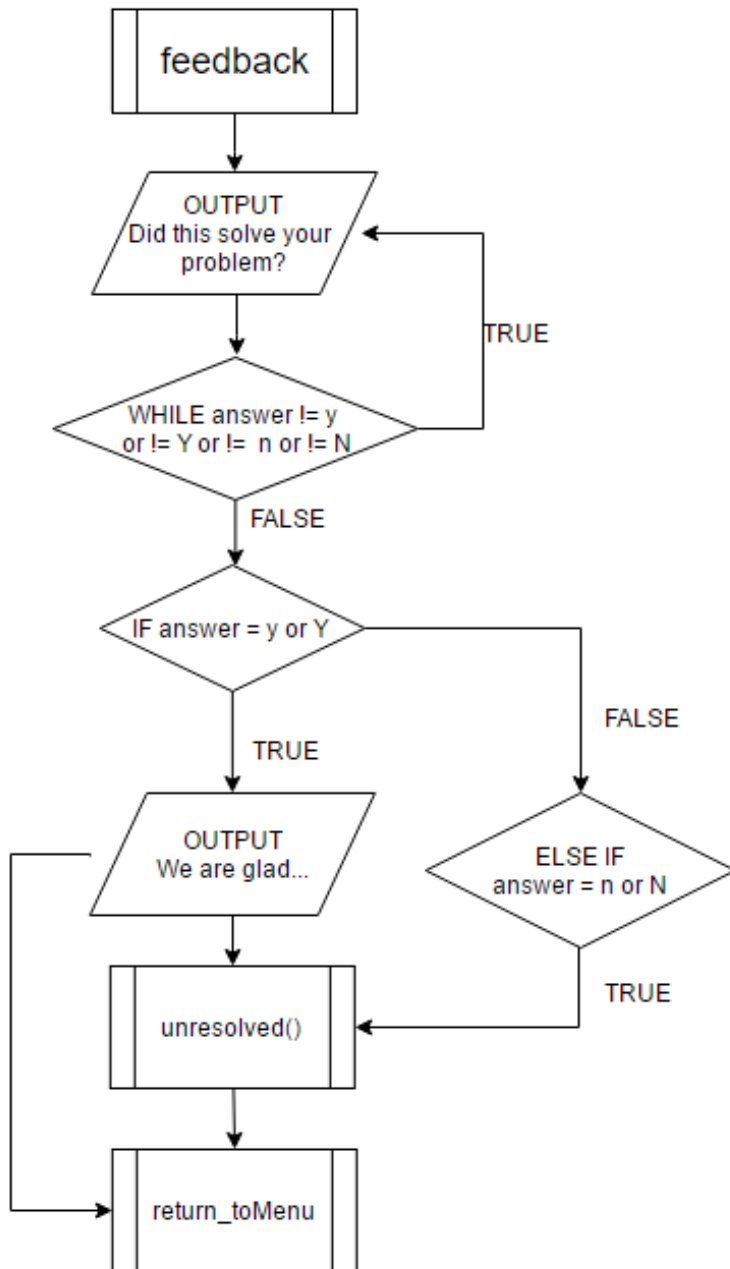 feedback
OUTPUT
Did this solve your
problem?
TRUE
WHILE answer != y
or != Y or != n or != N
FALSE
IF answer = y or Y
FALSE
TRUE
OUTPUT
We are glad...
ELSE IF
answer = n or N
TRUE
unresolved()
return_toMenu